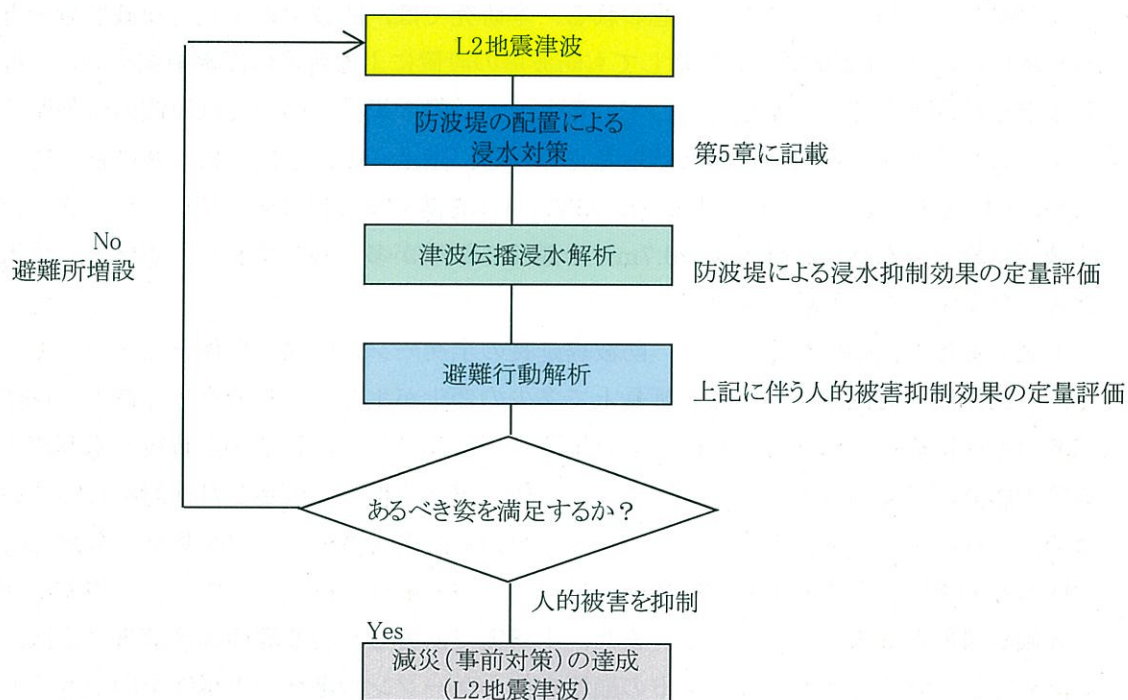 L2地震津波
防波堤の配置による
浸水対策
第5章に記載
No
避難所増設
津波伝播浸水解析
防波堤による浸水抑制効果の定量評価
避難行動解析
上記に伴う人的被害抑制効果の定量評価
あるべき姿を満足するか？
人的被害を抑制
Yes
減災(事前対策)の達成
(L2地震津波)